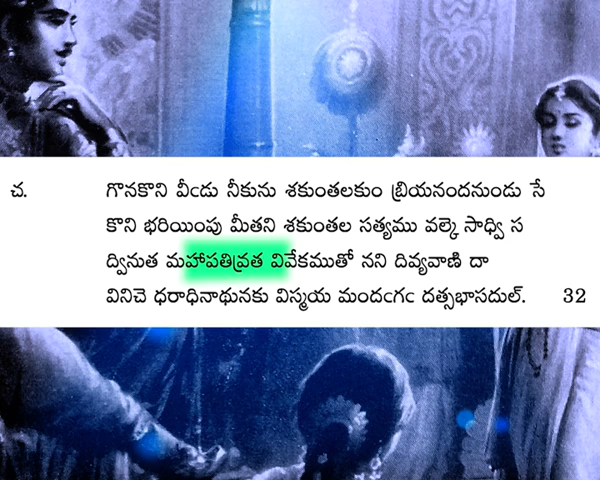 చ. గొనకొని వీఁడు నీకును శకుంతలకుం బ్రియనందనుండు సే
కొని భరియింపు మీతని శకుంతల సత్యము వల్కె సాధ్వి స
ద్వినుత మహాపతివ్రత వివేకముతో నని దివ్యవాణి దా
వినిచె ధరాధినాథునకు విస్మయ మందఁగఁ దత్సభాసదుల్. 32